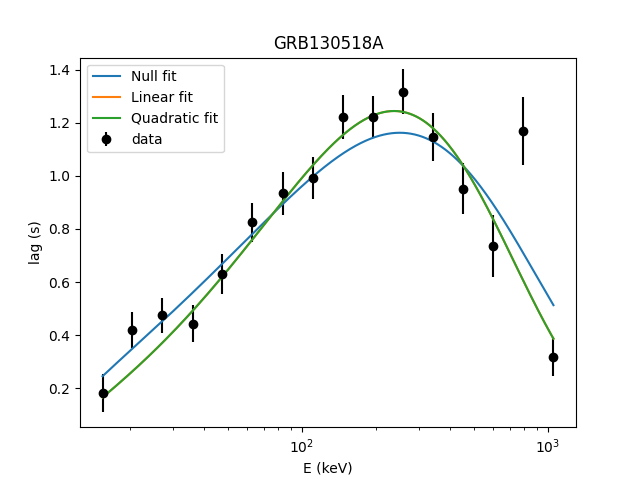 GRB130518A
Null fit
Linear fit
Quadratic fit
data
1.4
1.2
1.0
0.8
0.6
0.4
0.2
lag (s)
10²
10³
E (keV)